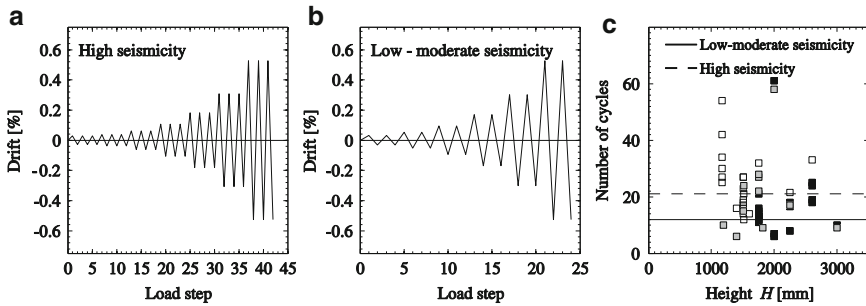 a
High seismicity
Drift [%]
0.6
0.4
0.2
0
-0.2
-0.4
-0.6
0 5 10 15 20 25 30 35 40 45
Load step
b
Low - moderate seismicity
Drift [%]
0.6
0.4
0.2
0
-0.2
-0.4
-0.6
0 5 10 15 20 25
Load step
c
Low-moderate seismicity
High seismicity
Number of cycles
80
60
40
20
0
0 1000 2000 3000
Height H [mm]